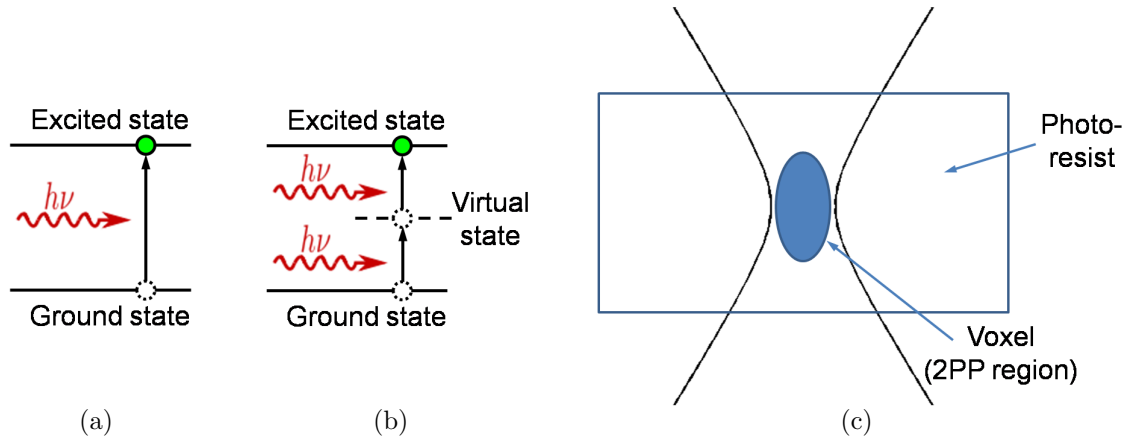 Excited state
hν
Ground state
(a)
Excited state
hν
hν
Virtual
state
Ground state
(b)
Photo-
resist
Voxel
(2PP region)
(c)